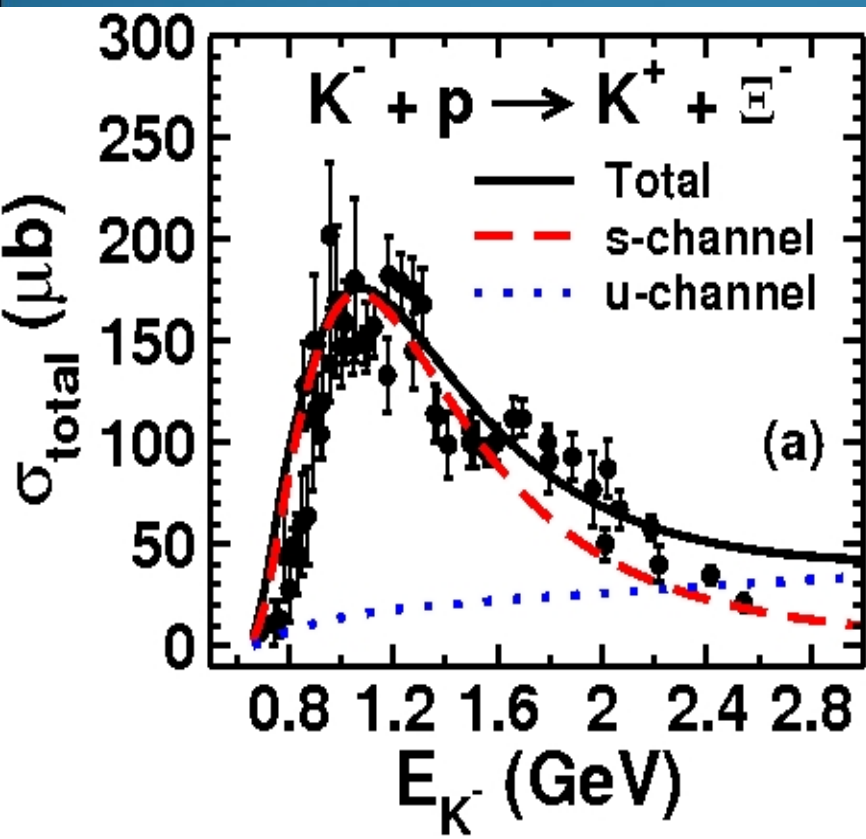 300
250
200
150
100
50
0
σtotal (μb)
K⁻ + p → K⁺ + Ξ⁻
Total
s-channel
u-channel
(a)
0.8 1.2 1.6 2 2.4 2.8
E_K⁻ (GeV)